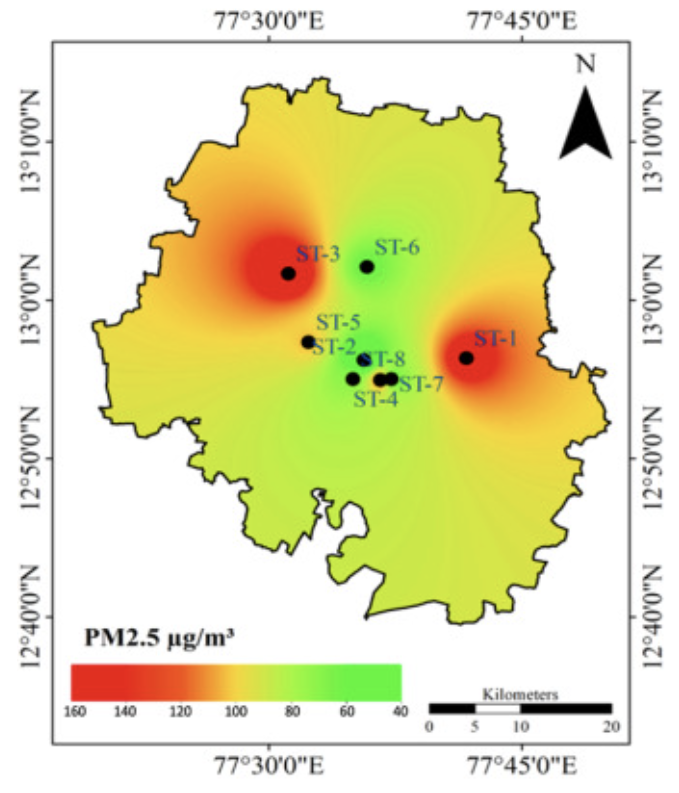 77°30'0"E 77°45'0"E
N
13°10'0"N 13°10'0"N
ST-3 ST-6
13°0'0"N 13°0'0"N
ST-5
ST-2 ST-8 ST-1
ST-4 ST-7
12°50'0"N 12°50'0"N
12°40'0"N 12°40'0"N
PM2.5 µg/m³
160 140 120 100 80 60 40
Kilometers
0 5 10 20
77°30'0"E 77°45'0"E